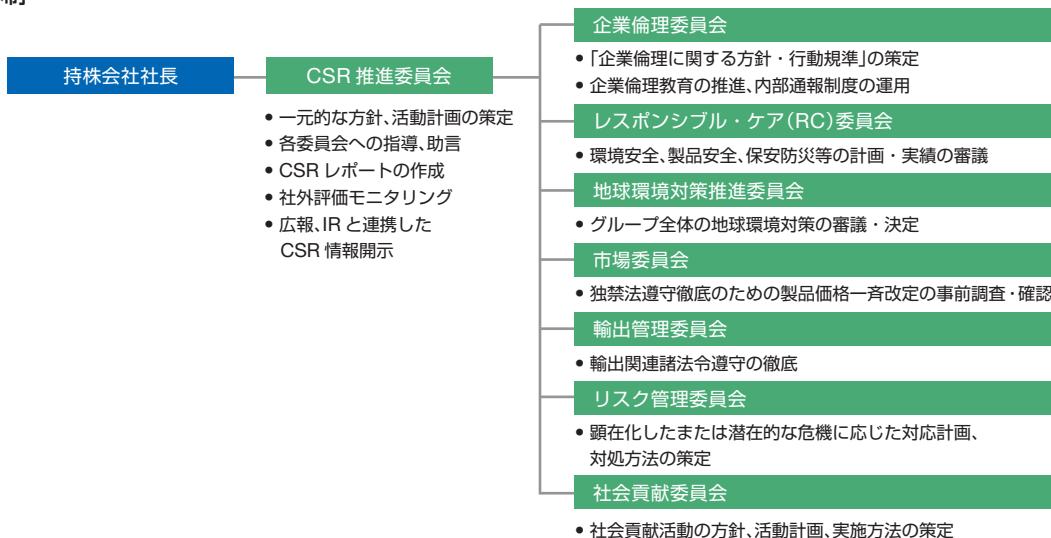 持株会社社長
CSR 推進委員会
• 一元的な方針、活動計画の策定
• 各委員会への指導、助言
• CSR レポートの作成
• 社外評価モニタリング
• 広報、IR と連携した
CSR 情報開示
企業倫理委員会
• 「企業倫理に関する方針・行動規準」の策定
• 企業倫理教育の推進、内部通報制度の運用
レスポンシブル・ケア(RC)委員会
• 環境安全、製品安全、保安防災等の計画・実績の審議
地球環境対策推進委員会
• グループ全体の地球環境対策の審議・決定
市場委員会
• 独禁法遵守徹底のための製品価格一斉改定の事前調査・確認
輸出管理委員会
• 輸出関連諸法令遵守の徹底
リスク管理委員会
• 顕在化したまたは潜在的な危機に応じた対応計画、
対処方法の策定
社会貢献委員会
• 社会貢献活動の方針、活動計画、実施方法の策定